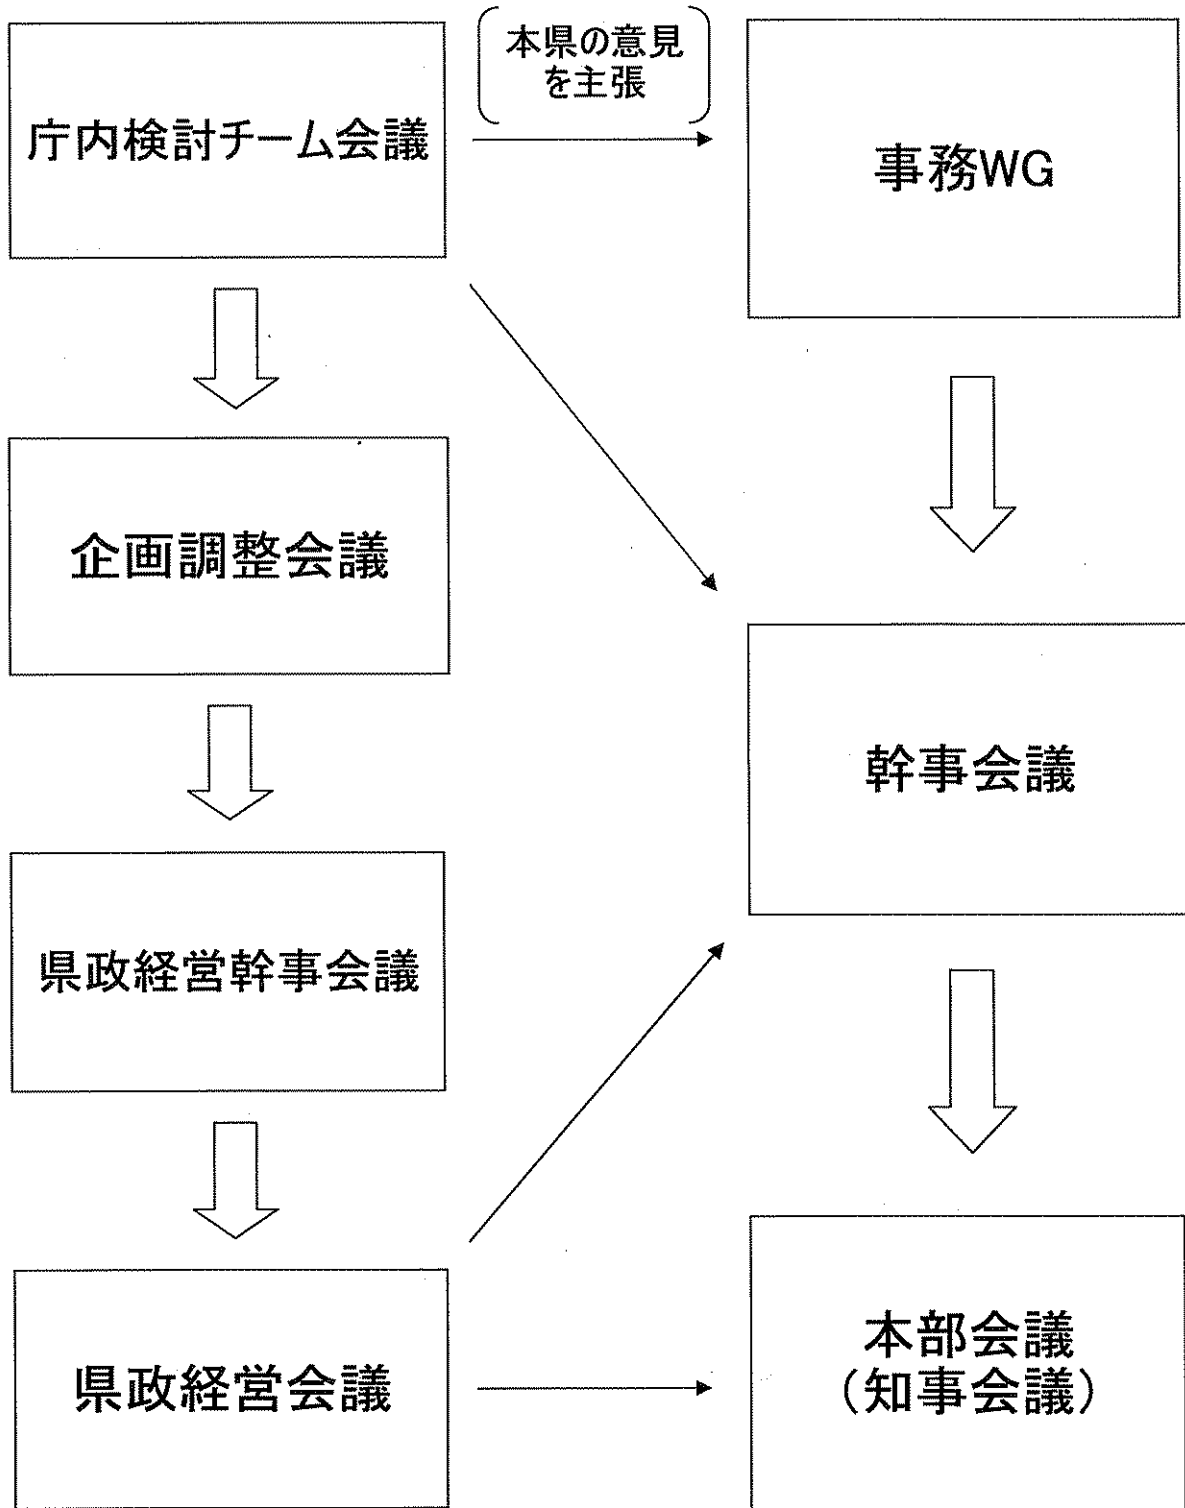 庁内検討チーム会議
本県の意見
を主張
事務WG
企画調整会議
幹事会議
県政経営幹事会議
県政経営会議
本部会議
（知事会議）